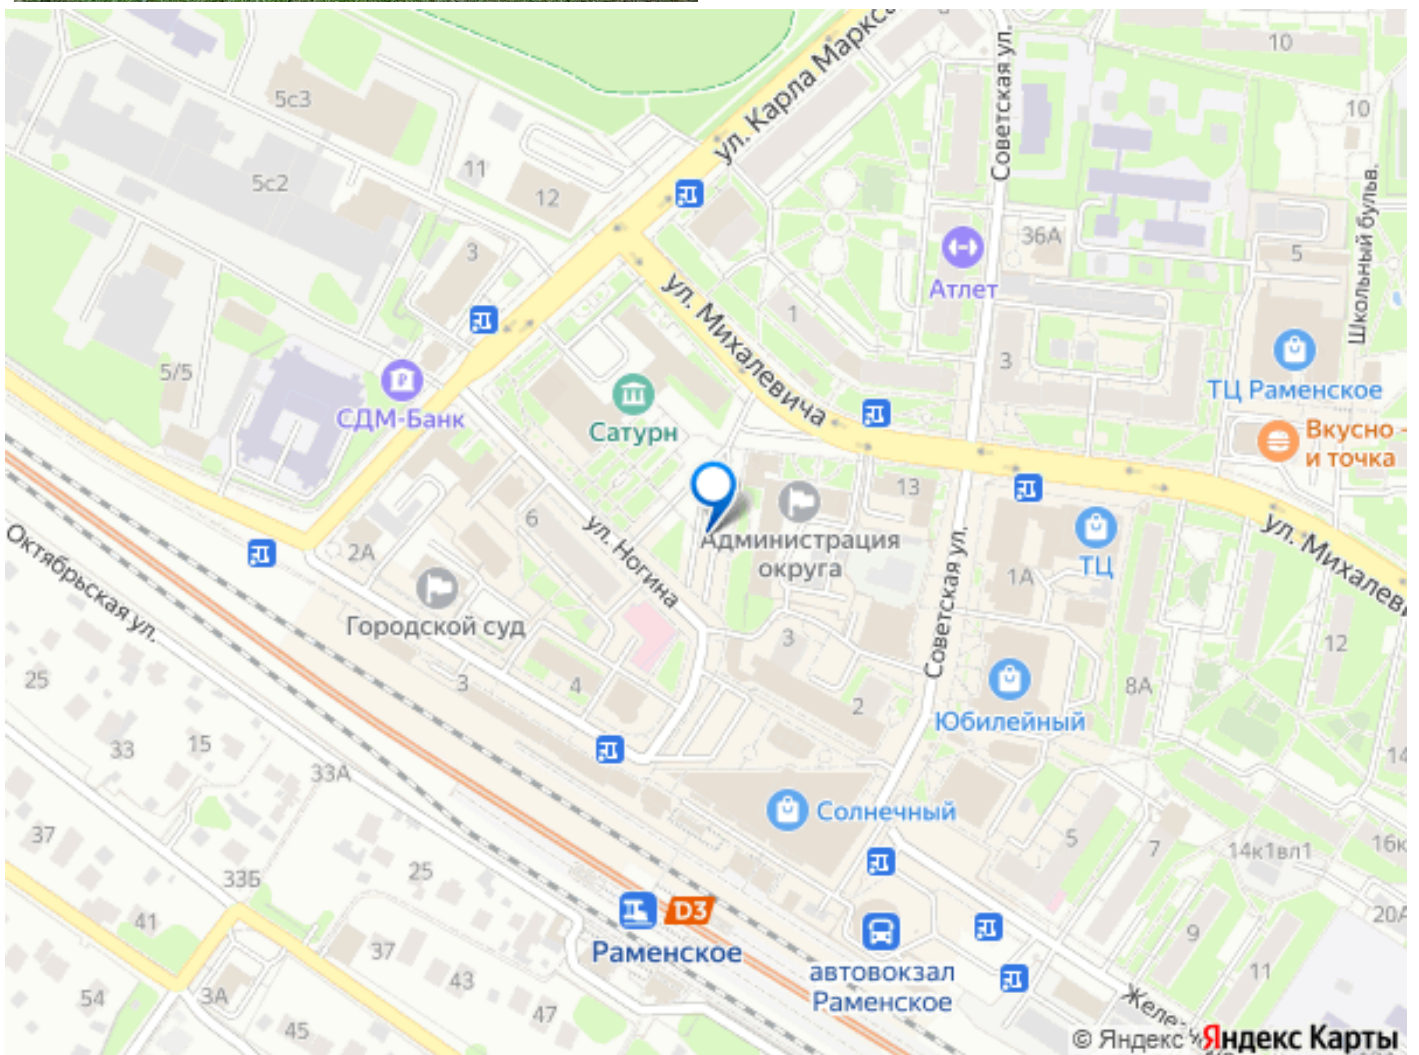 ул. Карла Маркса
Советская ул.
10
10
5с3
5с2
11
12
3
36А
5
Школьный бульв.
Атлет
ул. Михалевича
1
3
ТЦ Раменское
Вкусно -
и точка
5/5
СДМ-Банк
Сатурн
13
6
ул. Ногина
Администрация
округа
ТЦ
1А
ул. Михалеви
Советская ул.
2А
Городской суд
Октябрьская ул.
3
12
25
3
4
2
8А
Юбилейный
33
15
33А
14
Солнечный
37
25
5
7
14к1вл1
16к
33Б
41
D3
Раменское
20А
37
43
9
автовокзал
Раменское
11
54
3А
45
47
Желе
© Яндекс Яндекс Карты